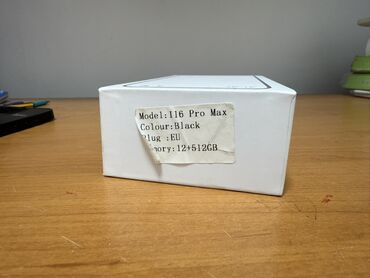 Model:I16 Pro Max
Colour:Black
Plug :EU
mory:12+512GB